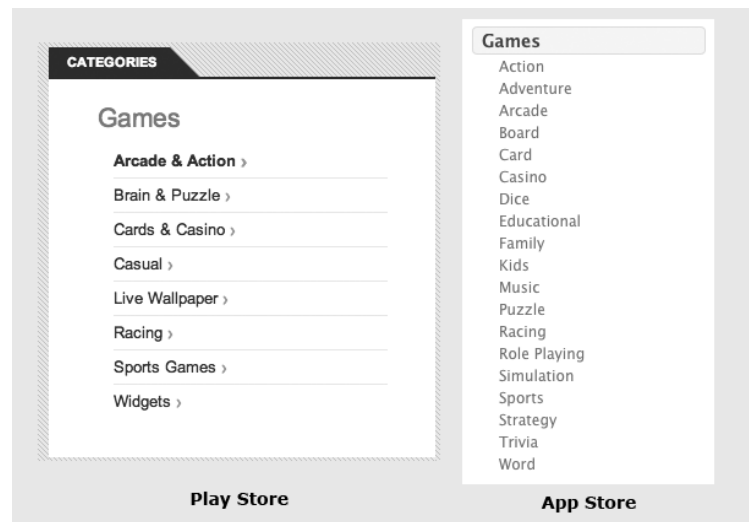 CATEGORIES
Games
Arcade & Action ›
Brain & Puzzle ›
Cards & Casino ›
Casual ›
Live Wallpaper ›
Racing ›
Sports Games ›
Widgets ›
Play Store
Games
Action
Adventure
Arcade
Board
Card
Casino
Dice
Educational
Family
Kids
Music
Puzzle
Racing
Role Playing
Simulation
Sports
Strategy
Trivia
Word
App Store